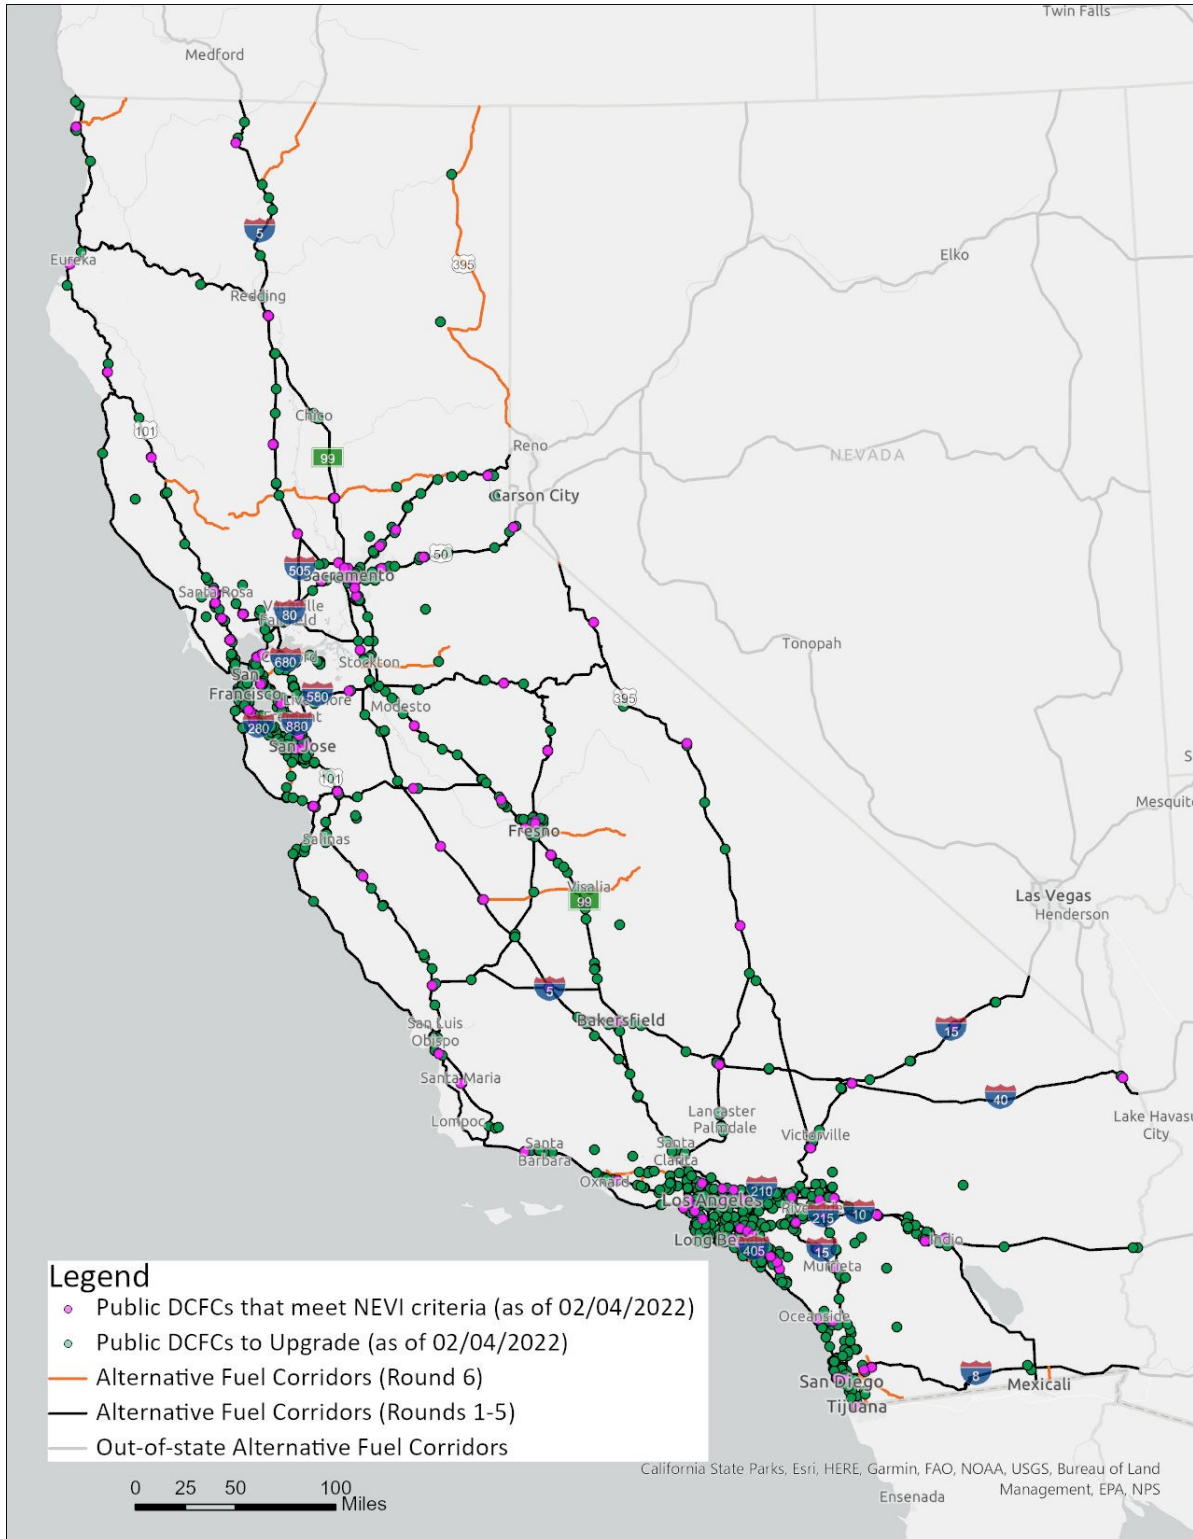 Twin Falls
Medford
5
395
Eureka
Elko
Redding
Chico
101
99
Reno
NEVADA
Carson City
50
505
Sacramento
Santa Rosa
80
Tonopah
680
Stockton
San
Francisco
580
395
Modesto
280
880
San Jose
101
Mesquite
Fresno
Salinas
Visalia
99
Las Vegas
Henderson
5
Bakersfield
San Luis
Obispo
15
Santa Maria
40
Lompoc
Lancaster
Palmdale
Victorville
Lake Havasu
City
Santa
Barbara
Santa
Clarita
Oxnard
210
Los Angeles
215
10
Long Be
405
15
Indio
Murrieta
Oceanside
San Diego
8
Mexicali
Tijuana
Ensenada
Legend
Public DCFCs that meet NEVI criteria (as of 02/04/2022)
Public DCFCs to Upgrade (as of 02/04/2022)
Alternative Fuel Corridors (Round 6)
Alternative Fuel Corridors (Rounds 1-5)
Out-of-state Alternative Fuel Corridors
0 25 50 100
Miles
California State Parks, Esri, HERE, Garmin, FAO, NOAA, USGS, Bureau of Land
Management, EPA, NPS